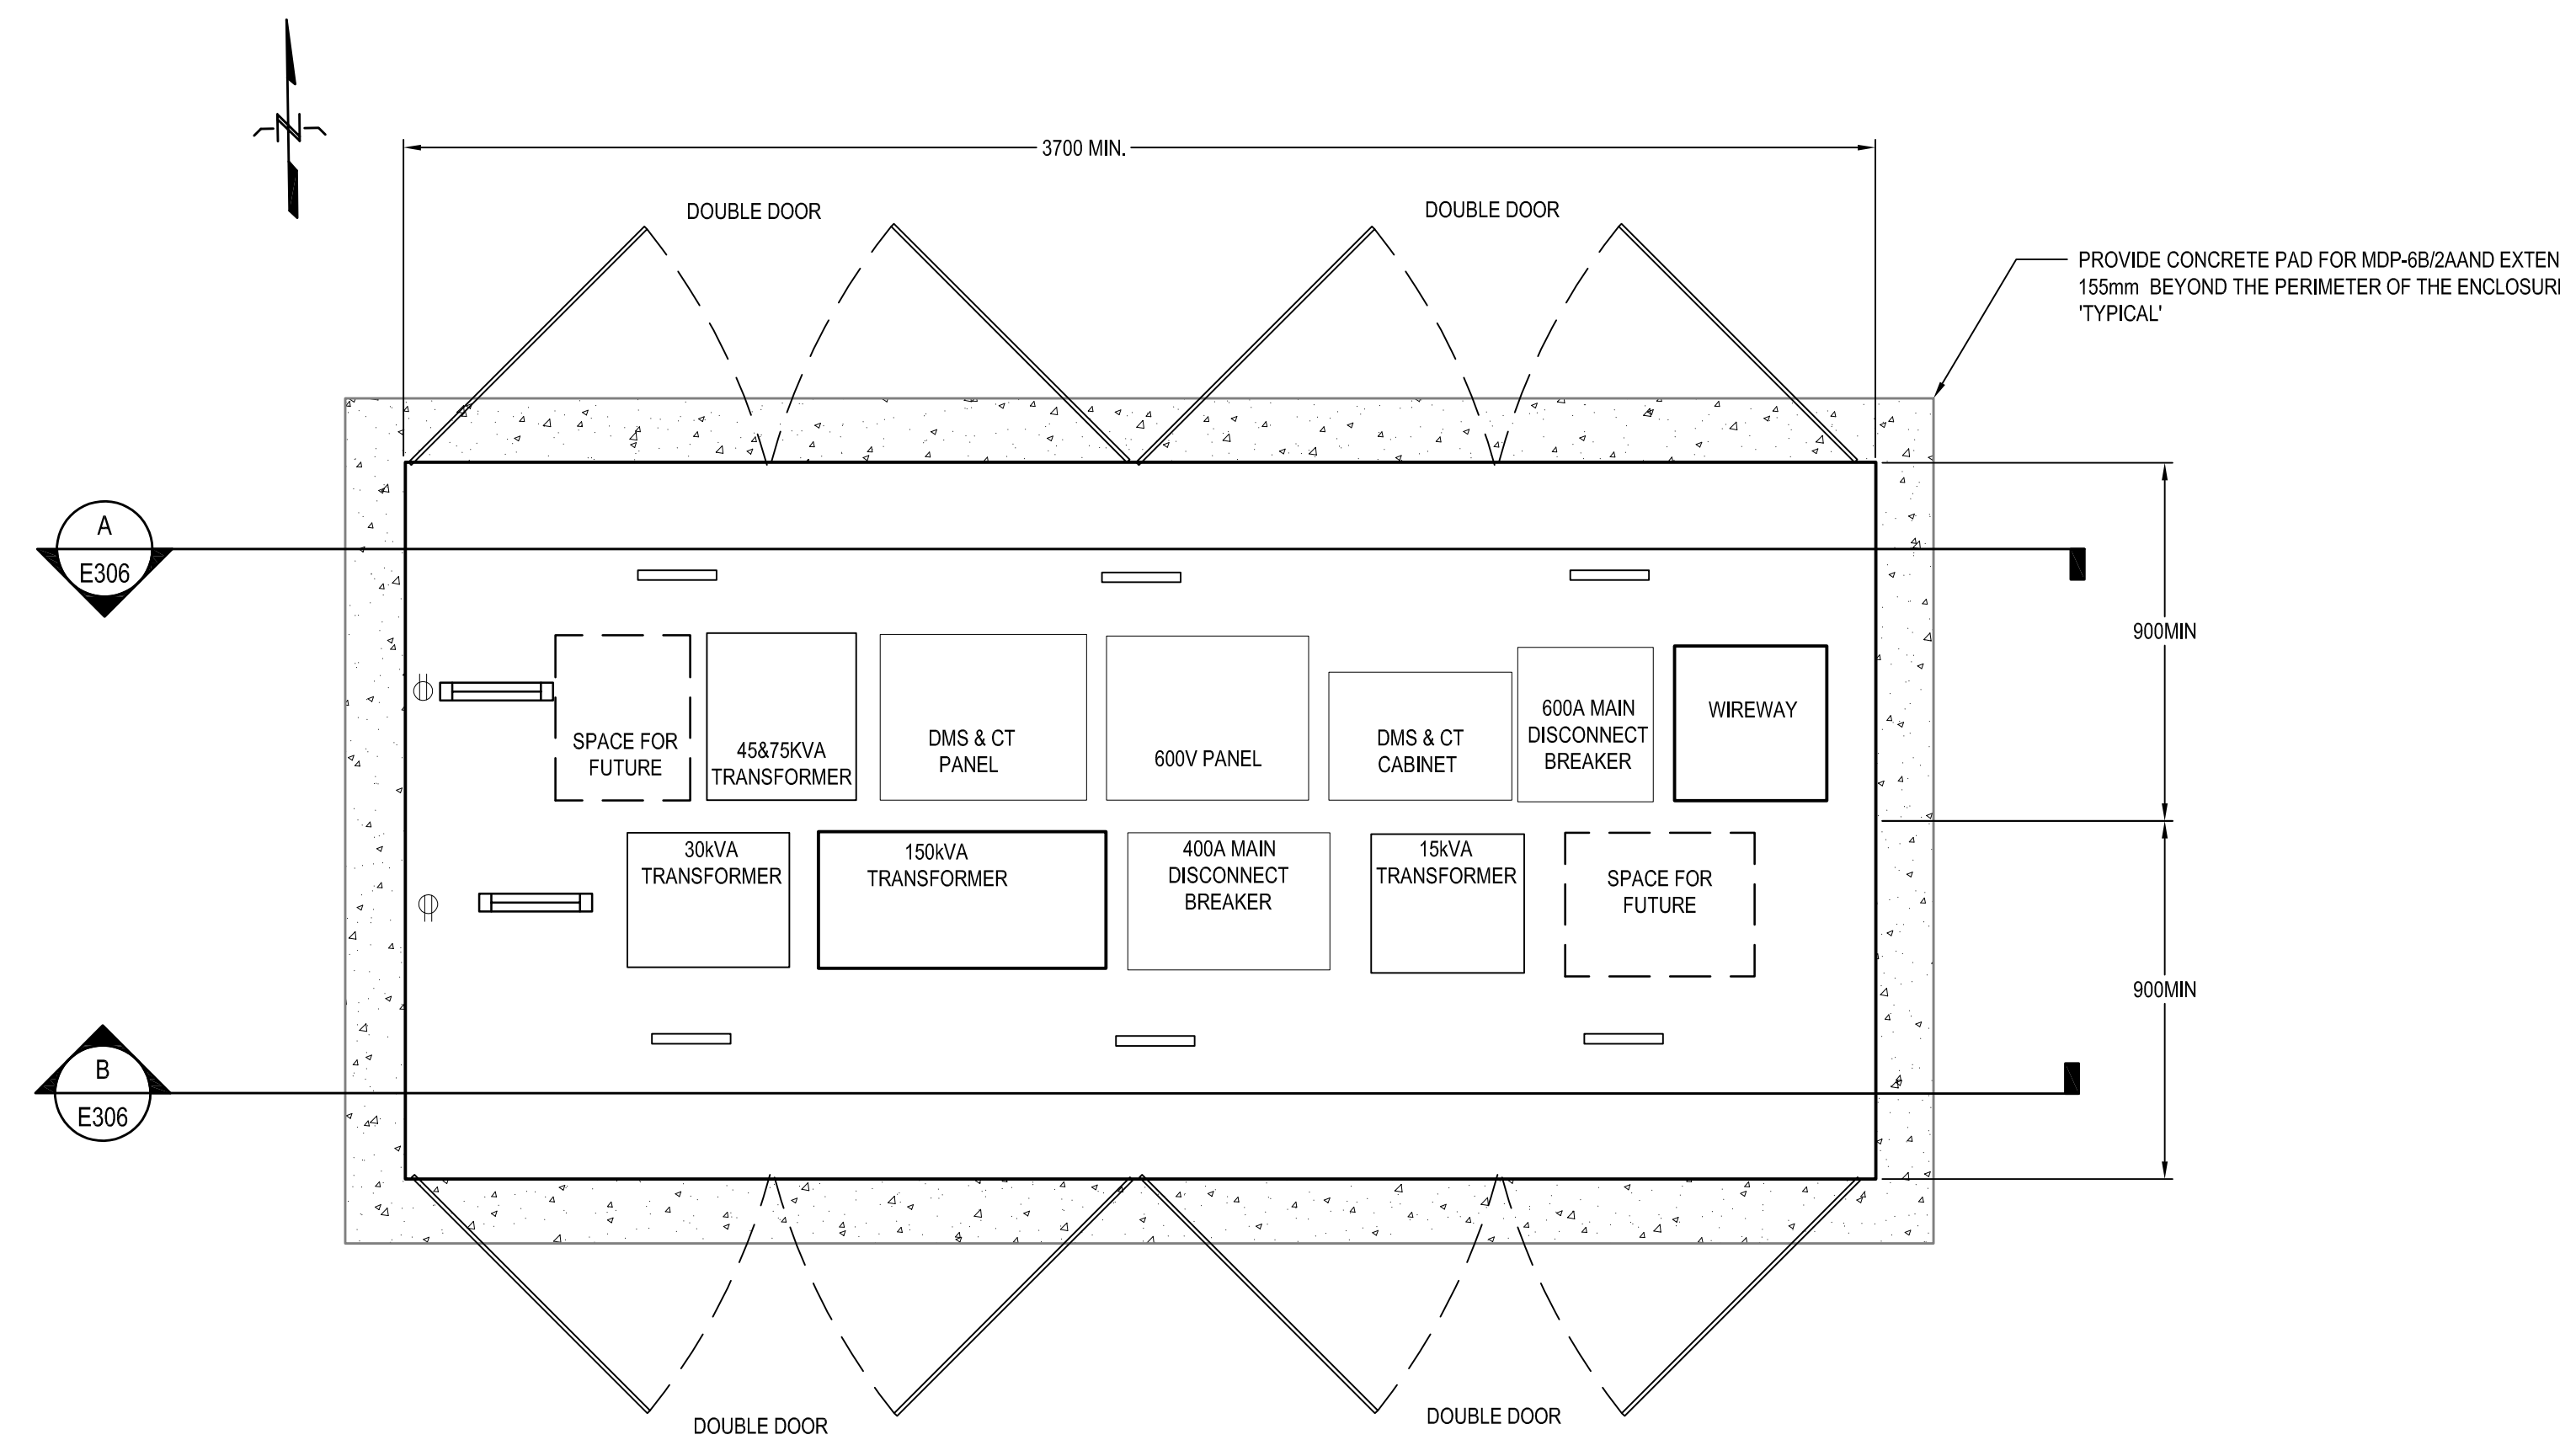 N
3700 MIN.
DOUBLE DOOR
DOUBLE DOOR
PROVIDE CONCRETE PAD FOR MDP-6B/2AAND EXTEN
155mm BEYOND THE PERIMETER OF THE ENCLOSUR
'TYPICAL'
A
E306
900MIN
SPACE FOR
FUTURE
45&75KVA
TRANSFORMER
DMS & CT
PANEL
600V PANEL
DMS & CT
CABINET
600A MAIN
DISCONNECT
BREAKER
WIREWAY
30kVA
TRANSFORMER
150kVA
TRANSFORMER
400A MAIN
DISCONNECT
BREAKER
15kVA
TRANSFORMER
SPACE FOR
FUTURE
900MIN
B
E306
DOUBLE DOOR
DOUBLE DOOR